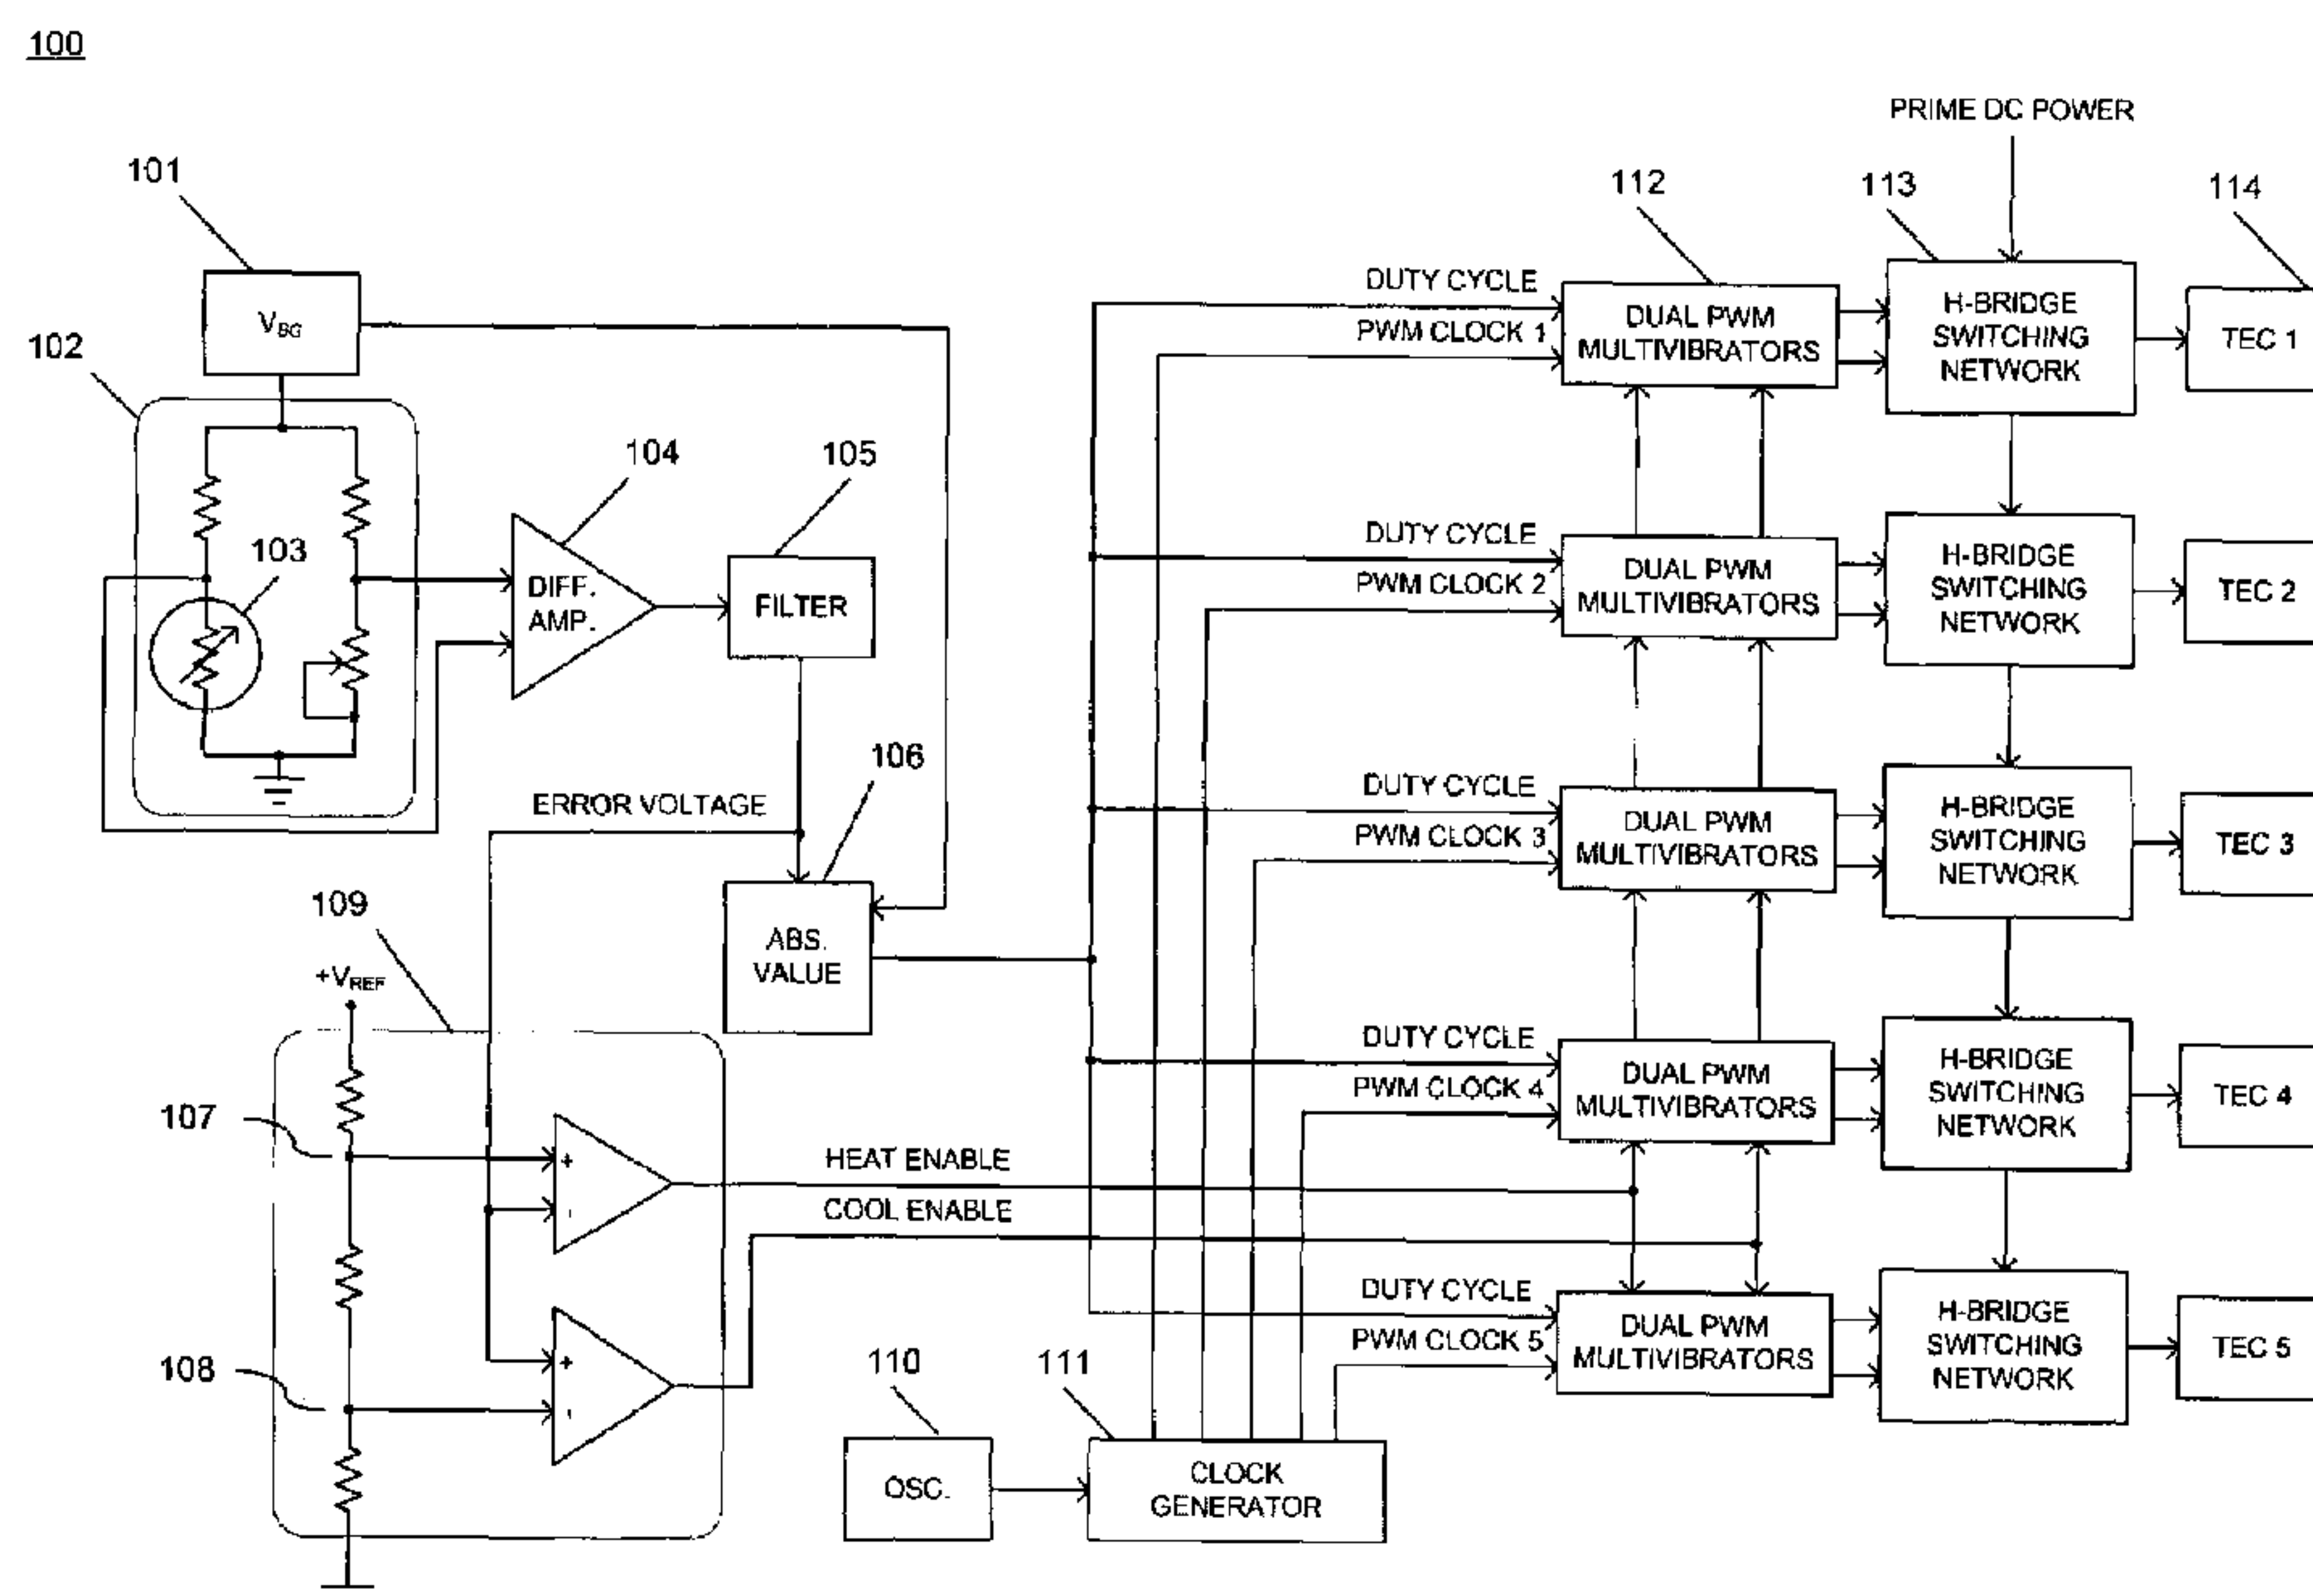 100
PRIME DC POWER
101
112
113
114
V_BG
102
DUTY CYCLE
PWM CLOCK 1
DUAL PWM
MULTIVIBRATORS
H-BRIDGE
SWITCHING
NETWORK
TEC 1
104
105
103
DIFF.
AMP.
FILTER
DUTY CYCLE
PWM CLOCK 2
DUAL PWM
MULTIVIBRATORS
H-BRIDGE
SWITCHING
NETWORK
TEC 2
106
ERROR VOLTAGE
DUTY CYCLE
PWM CLOCK 3
DUAL PWM
MULTIVIBRATORS
H-BRIDGE
SWITCHING
NETWORK
TEC 3
109
ABS.
VALUE
+V_REF
DUTY CYCLE
PWM CLOCK 4
DUAL PWM
MULTIVIBRATORS
H-BRIDGE
SWITCHING
NETWORK
TEC 4
107
+
-
HEAT ENABLE
COOL ENABLE
108
+
-
DUTY CYCLE
PWM CLOCK 5
DUAL PWM
MULTIVIBRATORS
H-BRIDGE
SWITCHING
NETWORK
TEC 5
110
111
OSC.
CLOCK
GENERATOR